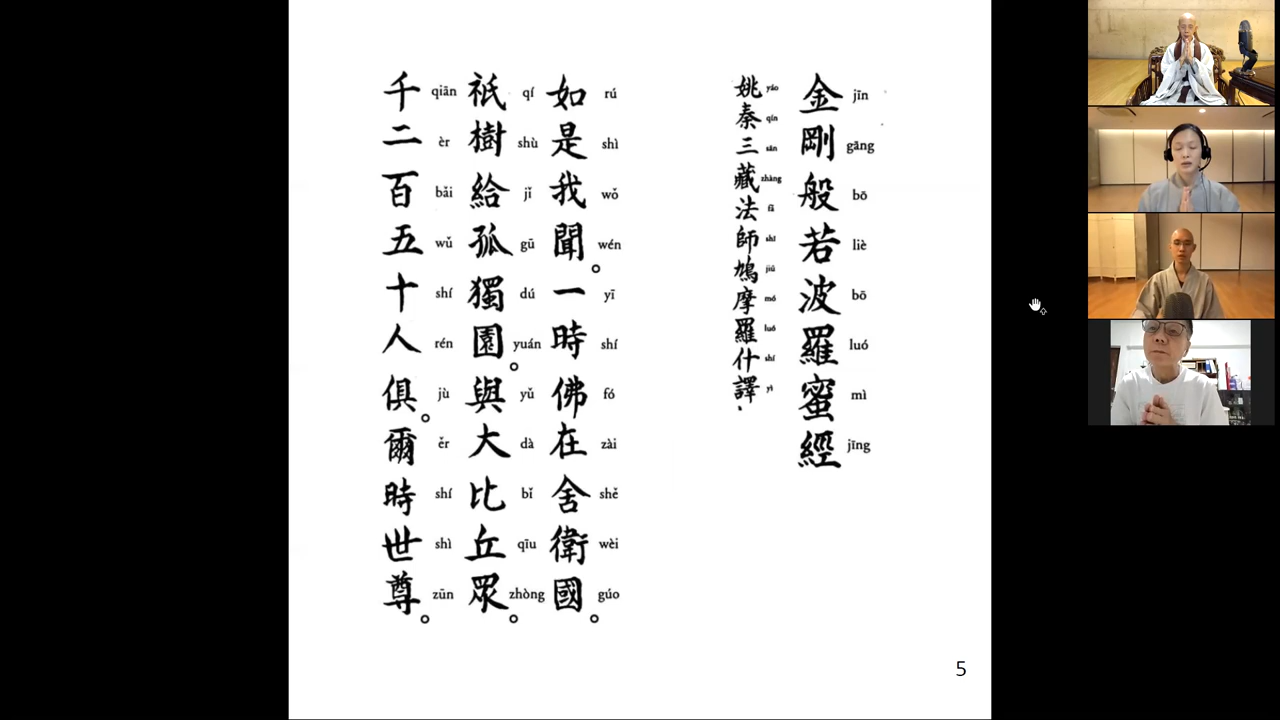 金剛般若波羅蜜經
jīn gāng bō liè bō luó mì jīng
姚秦三藏法師鳩摩羅什譯
yáo qín sān zhàng fǎ shī jiū mó luó shí yì
如是我聞。一時佛在舍衛國。
rú shì wǒ wén yī shí fó zài shě wèi gúo
祇樹給孤獨園。與大比丘眾。
qí shù jǐ gū dú yuán yǔ dà bǐ qīu zhòng
千二百五十人俱。爾時世尊。
qiān èr bǎi wǔ shí rén jù ěr shí shì zūn
5